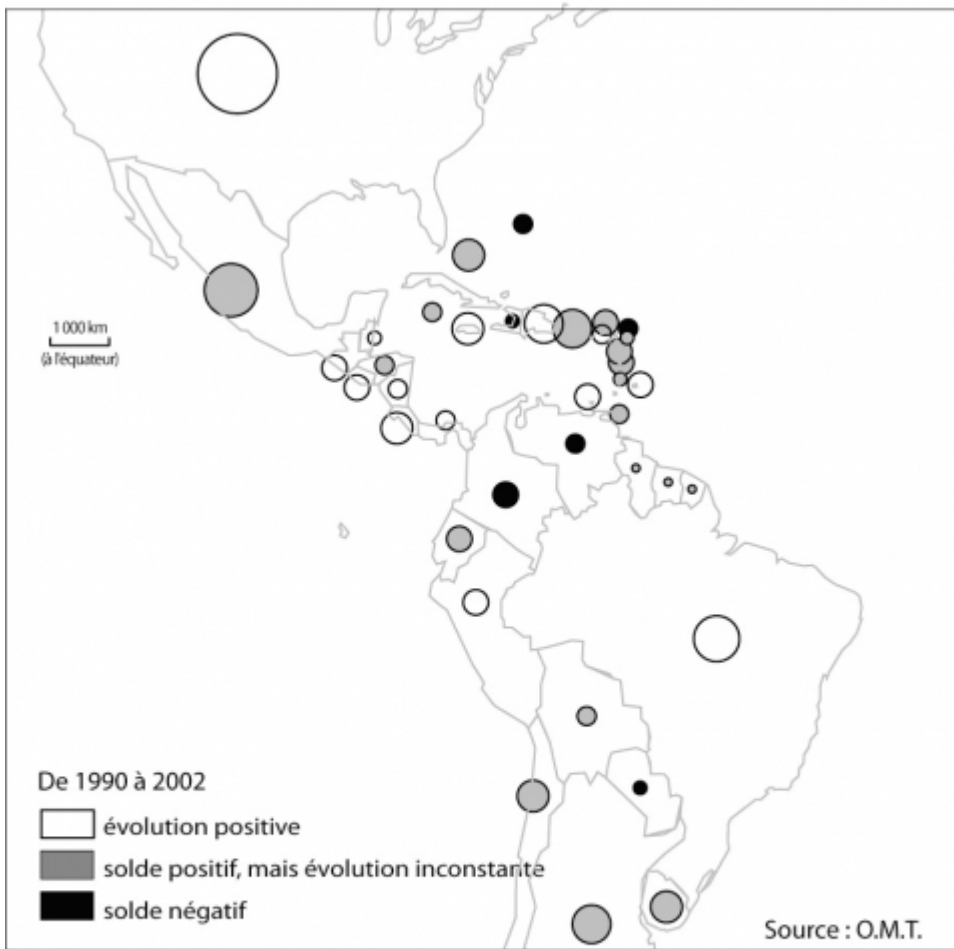 1 000 km
(à l'équateur)
De 1990 à 2002
évolution positive
solde positif, mais évolution inconstante
solde négatif
Source : O.M.T.